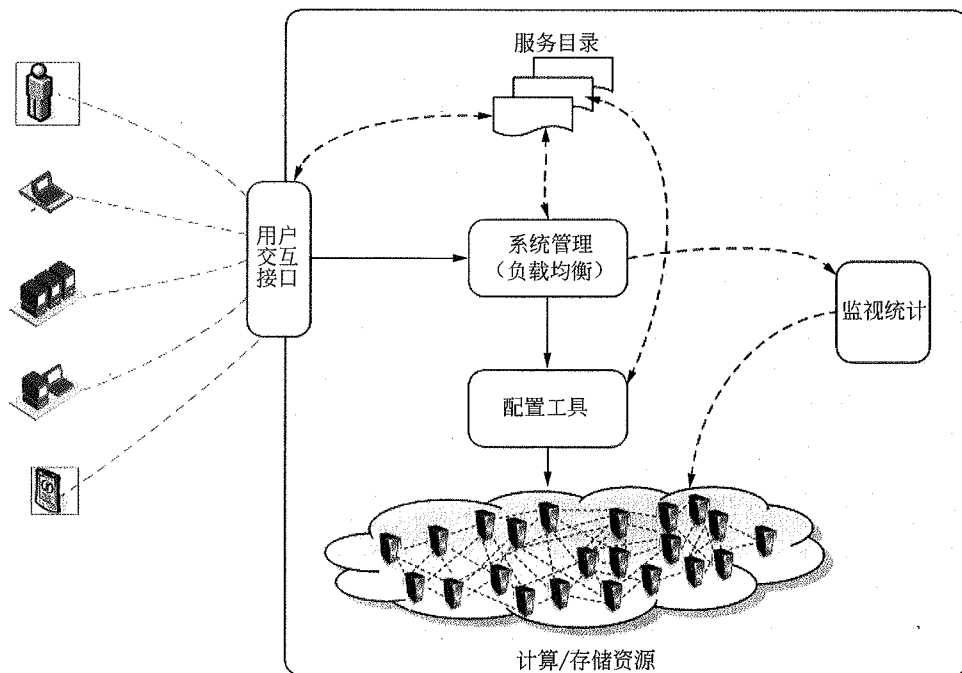 服务目录
用户
交互
接口
系统管理
（负载均衡）
监视统计
配置工具
计算/存储资源